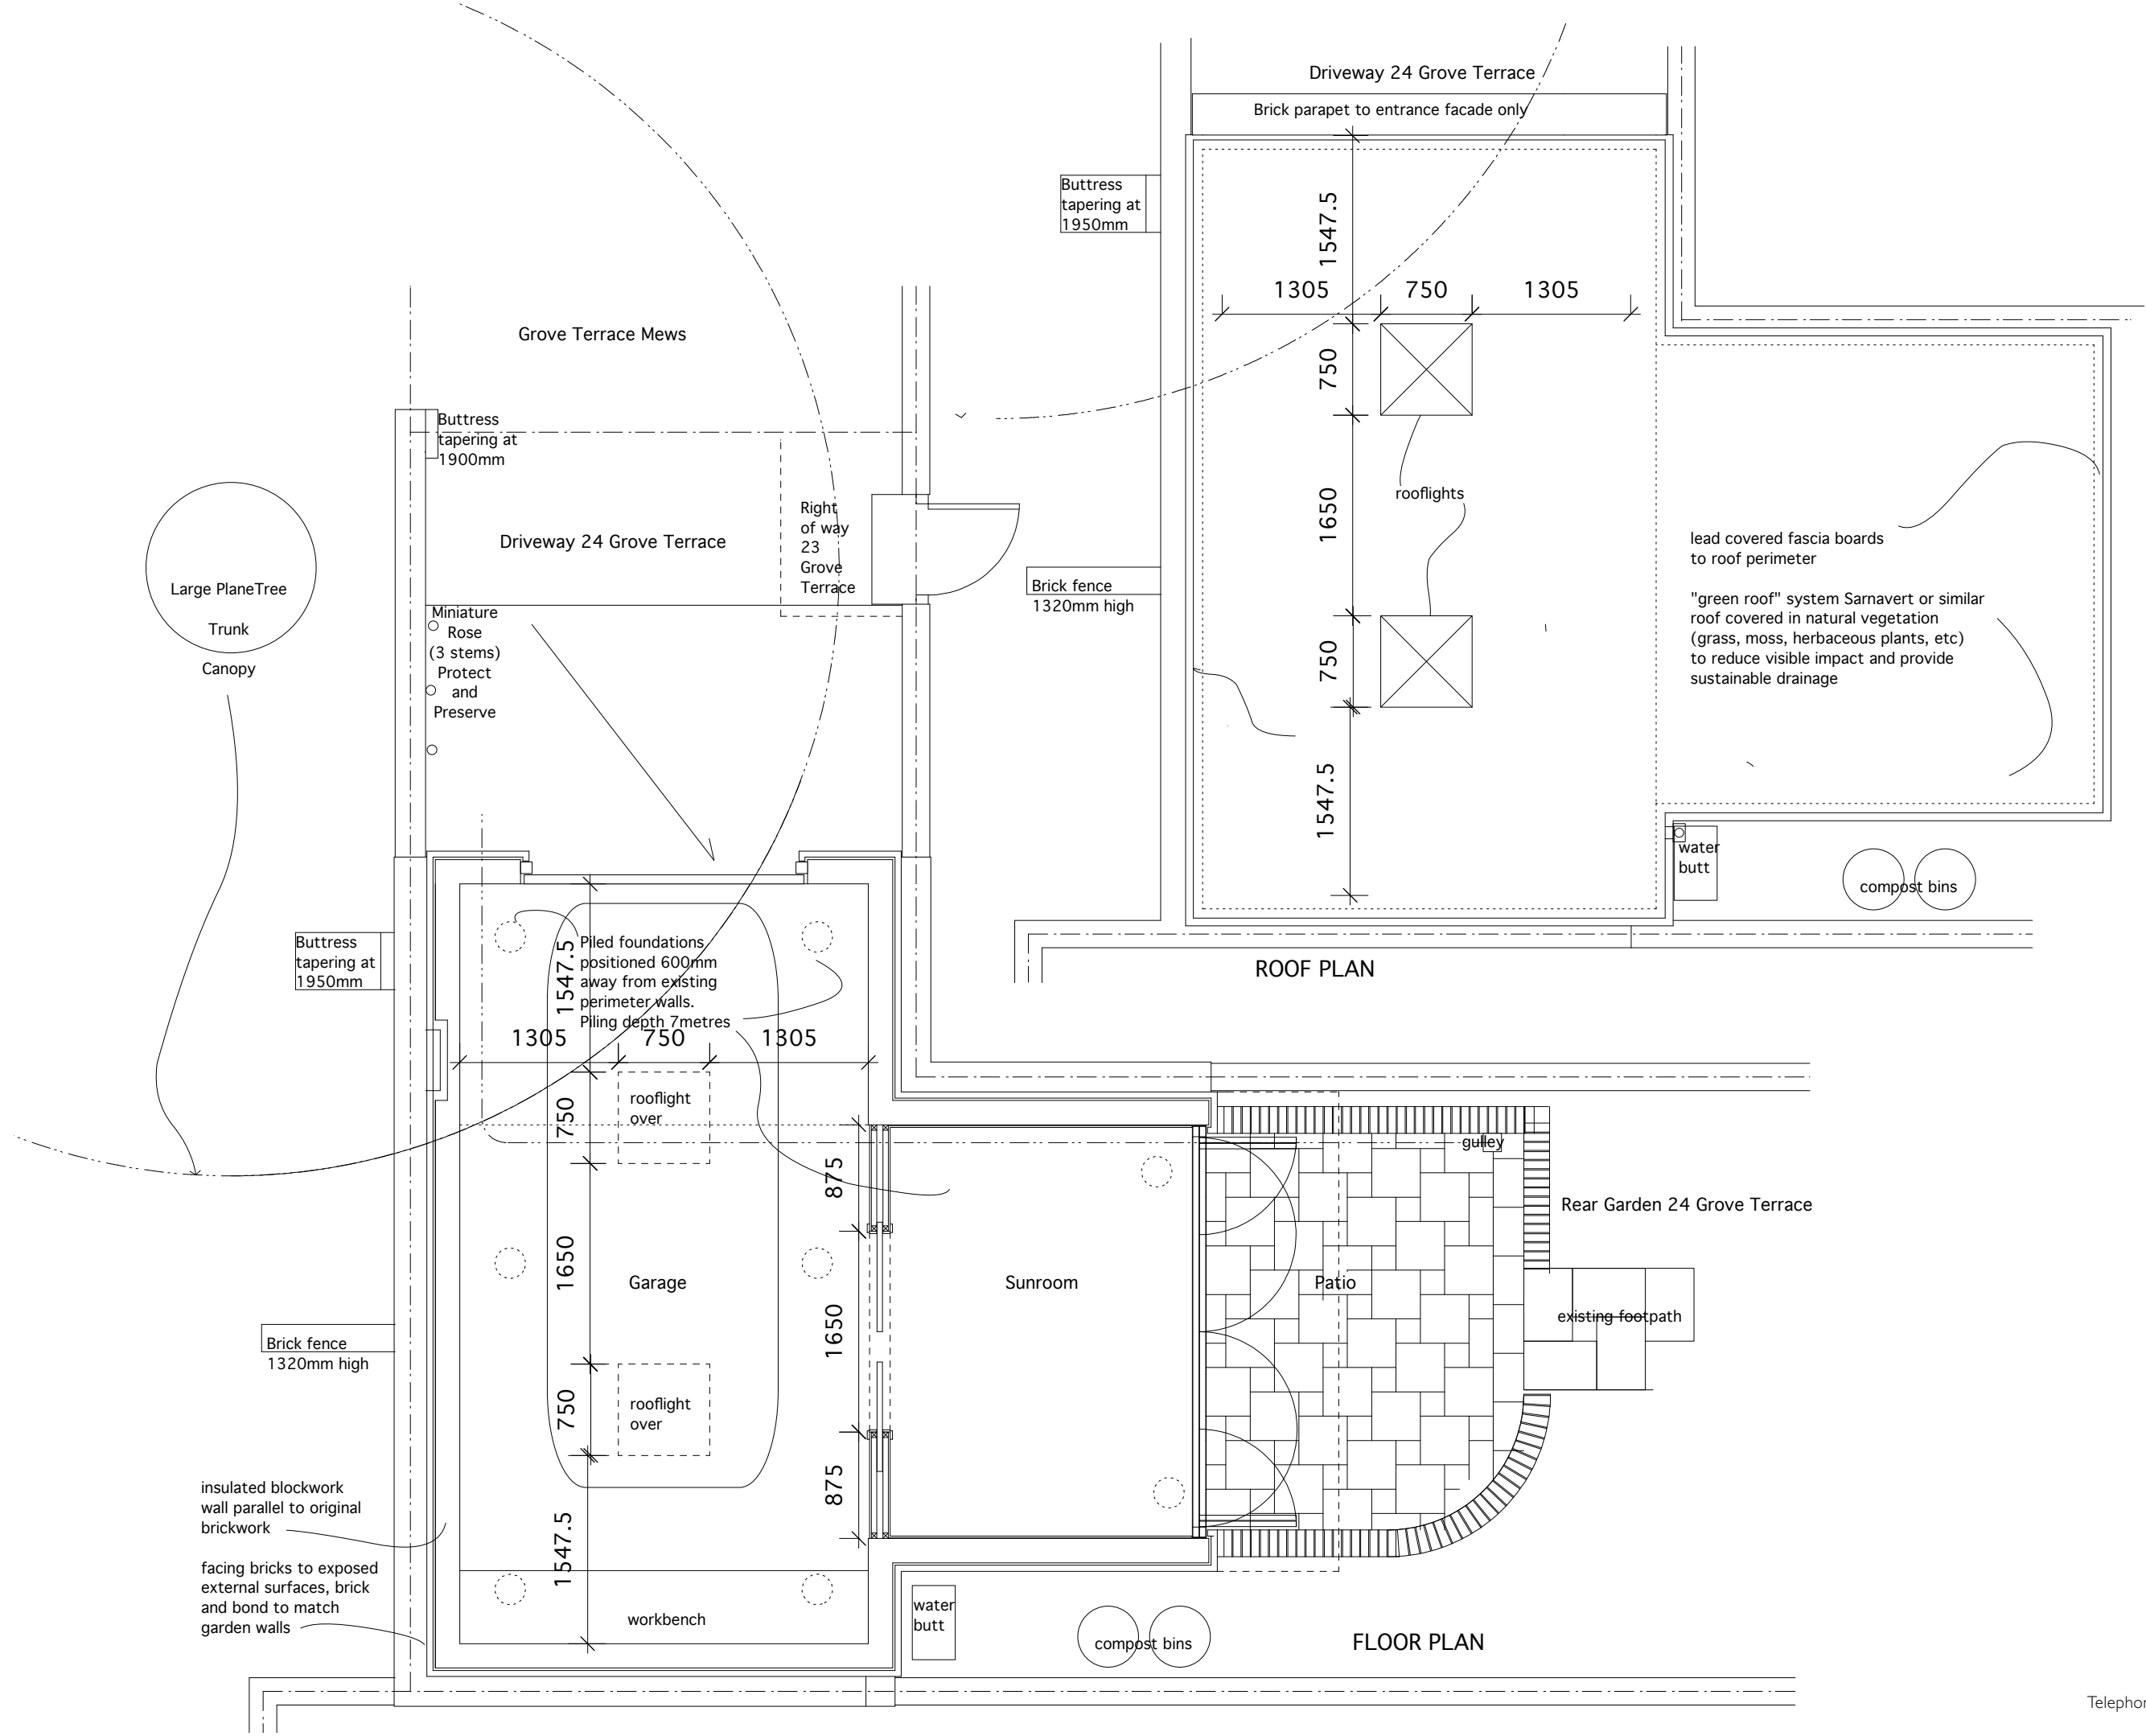 Driveway 24 Grove Terrace
Brick parapet to entrance facade only
Buttress
tapering at
1950mm
1547.5
1305
750
1305
750
rooflights
1650
750
1547.5
lead covered fascia boards
to roof perimeter
"green roof" system Sarnavert or similar
roof covered in natural vegetation
(grass, moss, herbaceous plants, etc)
to reduce visible impact and provide
sustainable drainage
Brick fence
1320mm high
water
butt
compost bins
ROOF PLAN
Grove Terrace Mews
Buttress
tapering at
1900mm
Driveway 24 Grove Terrace
Right
of way
23
Grove
Terrace
Large PlaneTree
Trunk
Canopy
Miniature
Rose
(3 stems)
Protect
and
Preserve
Buttress
tapering at
1950mm
Piled foundations
positioned 600mm
away from existing
perimeter walls.
Piling depth 7metres
1547.5
1305
750
1305
rooflight
over
750
875
gulley
Rear Garden 24 Grove Terrace
1650
Garage
Sunroom
Patio
1650
existing footpath
Brick fence
1320mm high
750
rooflight
over
875
insulated blockwork
wall parallel to original
brickwork
1547.5
facing bricks to exposed
external surfaces, brick
and bond to match
garden walls
workbench
water
butt
compost bins
FLOOR PLAN